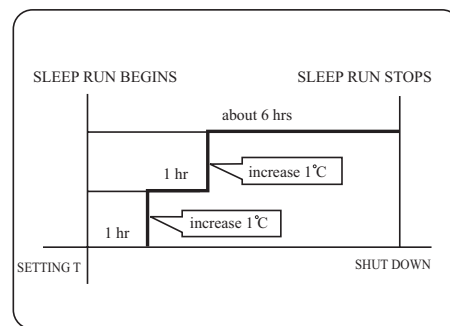 SLEEP RUN BEGINS
SLEEP RUN STOPS
about 6 hrs
1 hr
increase 1°C
increase 1°C
1 hr
SETTING T
SHUT DOWN